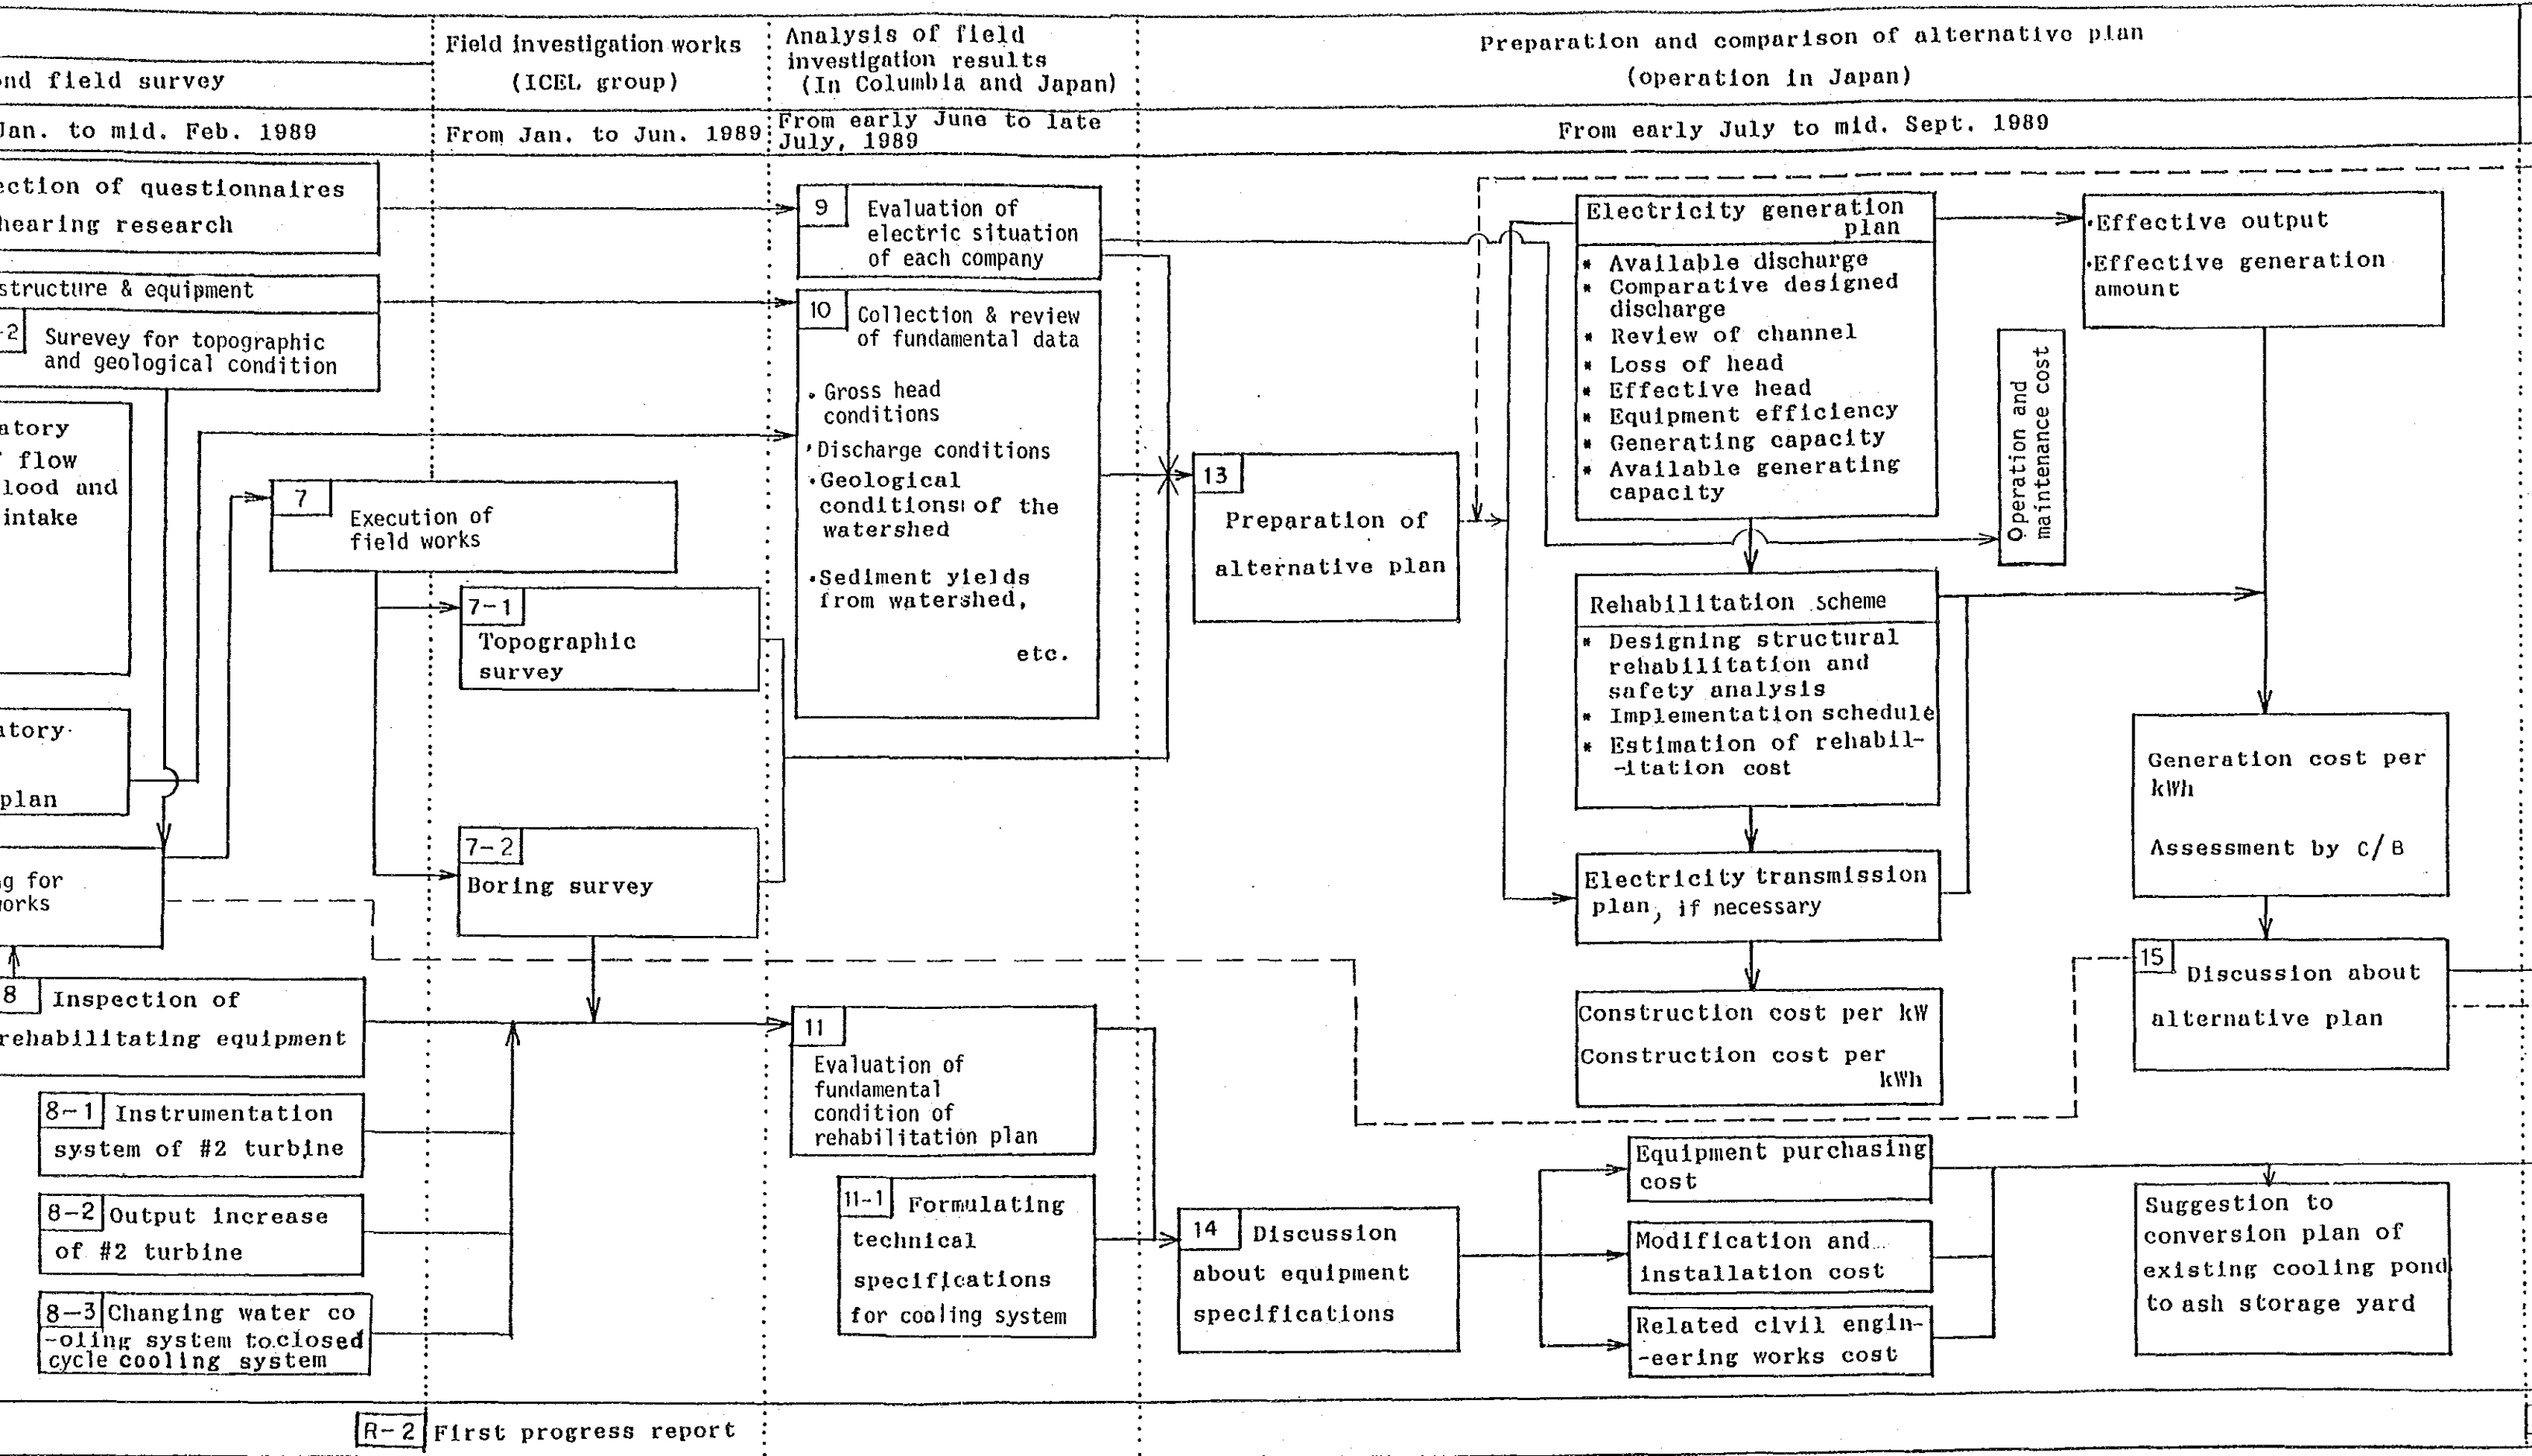 nd field survey
Jan. to mid. Feb. 1989
Field investigation works
(ICEL group)
From Jan. to Jun. 1989
Analysis of field
investigation results
(In Columbia and Japan)
From early June to late
July, 1989
Preparation and comparison of alternative plan
(operation in Japan)
From early July to mid. Sept. 1989
ection of questionnaires
hearing research
structure & equipment
-2
Surevey for topographic
and geological condition
atory
flow
lood and
intake
atory
plan
g for
orks
7
Execution of
field works
7-1
Topographic
survey
7-2
Boring survey
8
Inspection of
rehabilitating equipment
8-1 Instrumentation
system of #2 turbine
8-2 Output increase
of #2 turbine
8-3 Changing water co
-oling system to closed
cycle cooling system
9
Evaluation of
electric situation
of each company
10
Collection & review
of fundamental data
· Gross head
conditions
· Discharge conditions
· Geological
conditions of the
watershed
· Sediment yields
from watershed,
etc.
11
Evaluation of
fundamental
condition of
rehabilitation plan
11-1 Formulating
technical
specifications
for cooling system
13
Preparation of
alternative plan
14 Discussion
about equipment
specifications
Electricity generation
plan
* Available discharge
* Comparative designed
discharge
* Review of channel
* Loss of head
* Effective head
* Equipment efficiency
* Generating capacity
* Available generating
capacity
Rehabilitation scheme
* Designing structural
rehabilitation and
safety analysis
* Implementation schedule
* Estimation of rehabil-
-itation cost
Electricity transmission
plan, if necessary
Construction cost per kW
Construction cost per
kWh
Equipment purchasing
cost
Modification and
installation cost
Related civil engin-
-eering works cost
Operation and
maintenance cost
· Effective output
· Effective generation
amount
Generation cost per
kWh
Assessment by C/B
15
Discussion about
alternative plan
Suggestion to
conversion plan of
existing cooling pond
to ash storage yard
R-2 First progress report